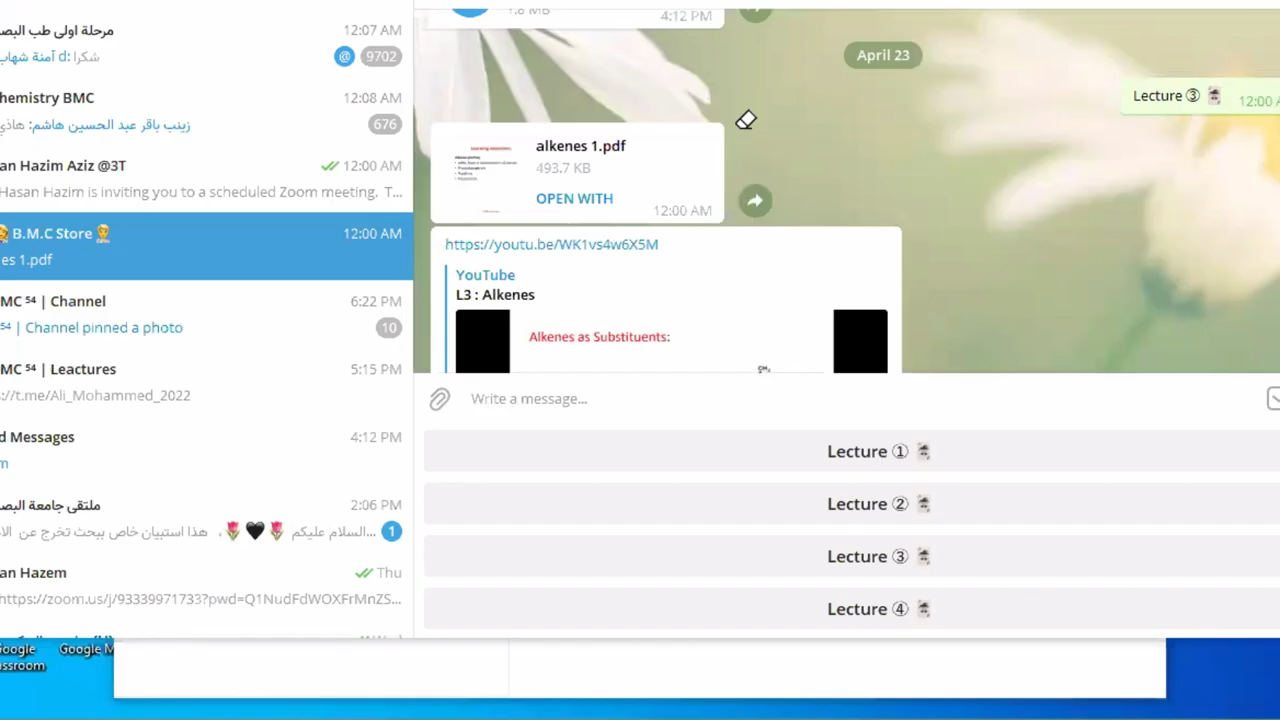 مرحلة اولى طب البص
12:07 AM
شكرا :d آمنة شهاب
@ 9702
hemistry BMC
12:08 AM
زينب باقر عبد الحسين هاشم: هاذي
676
an Hazim Aziz @3T
12:00 AM
Hasan Hazim is inviting you to a scheduled Zoom meeting. T...
B.M.C Store
12:00 AM
es 1.pdf
MC ⁵⁴ | Channel
6:22 PM
⁵⁴ | Channel pinned a photo
10
MC ⁵⁴ | Leactures
5:15 PM
s://t.me/Ali_Mohammed_2022
d Messages
4:12 PM
m
ملتقى جامعة البص
2:06 PM
السلام عليكم 🌷🖤🌷، هذا استبيان خاص ببحث تخرج عن الا...
1
an Hazem
Thu
https://zoom.us/j/93339971733?pwd=Q1NudFdWOXFrMnZS...
Google
assroom
Google M
1.8 MB
4:12 PM
April 23
Lecture ③
12:00 A
alkenes 1.pdf
493.7 KB
OPEN WITH
12:00 AM
https://youtu.be/WK1vs4w6X5M
YouTube
L3 : Alkenes
Alkenes as Substituents:
CH₂
Write a message...
Lecture ①
Lecture ②
Lecture ③
Lecture ④